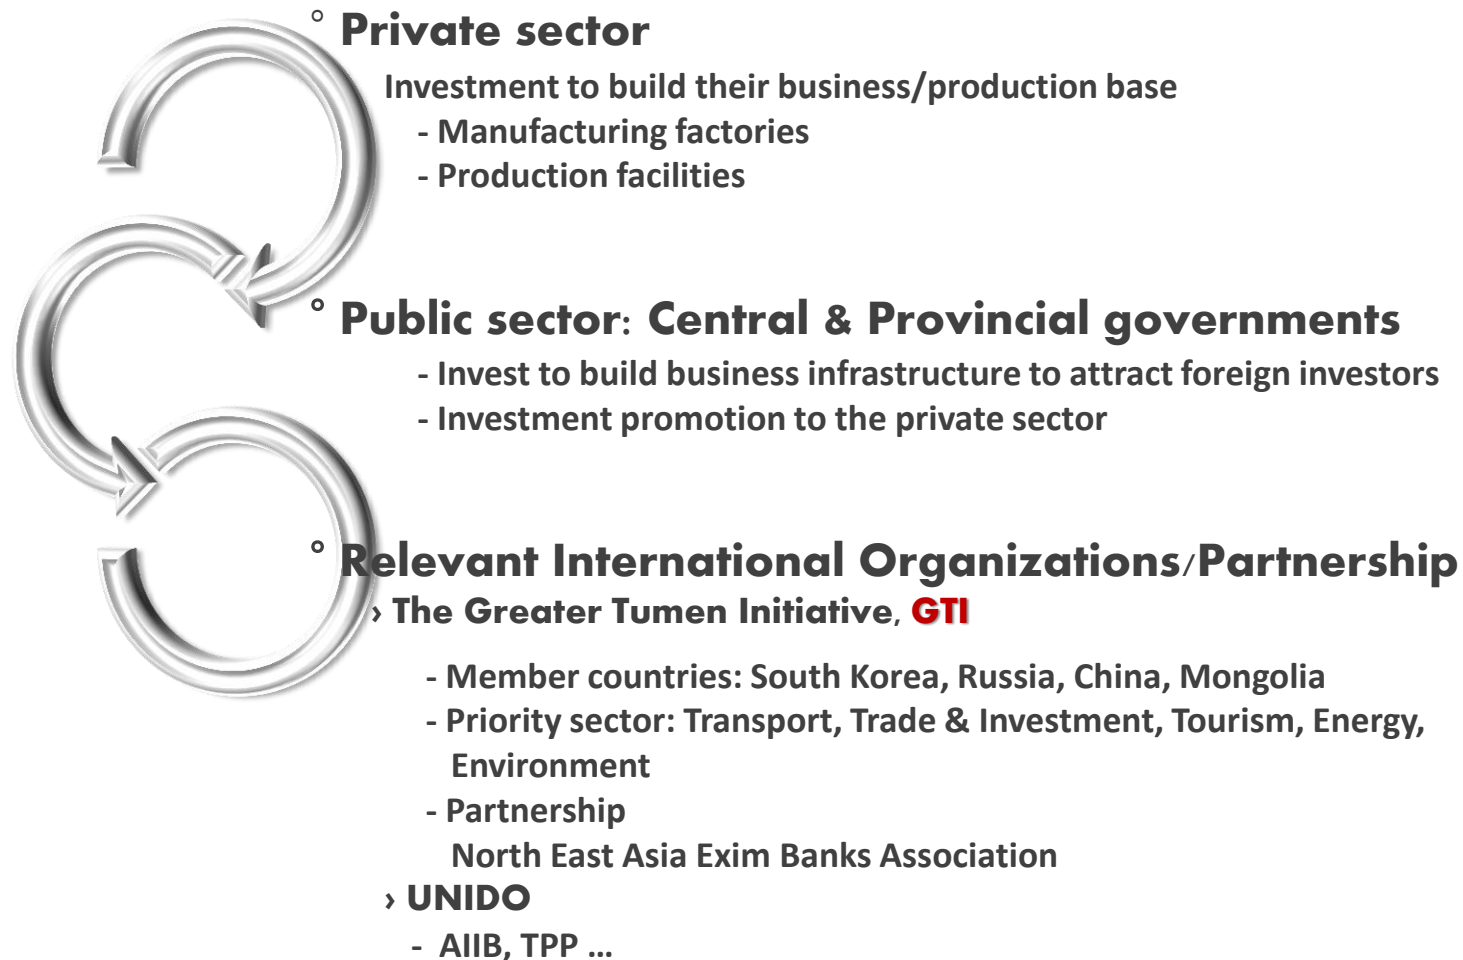 ° Private sector
Investment to build their business/production base
- Manufacturing factories
- Production facilities
° Public sector: Central & Provincial governments
- Invest to build business infrastructure to attract foreign investors
- Investment promotion to the private sector
° Relevant International Organizations/Partnership
› The Greater Tumen Initiative, GTI
- Member countries: South Korea, Russia, China, Mongolia
- Priority sector: Transport, Trade & Investment, Tourism, Energy,
Environment
- Partnership
North East Asia Exim Banks Association
› UNIDO
- AIIB, TPP ...